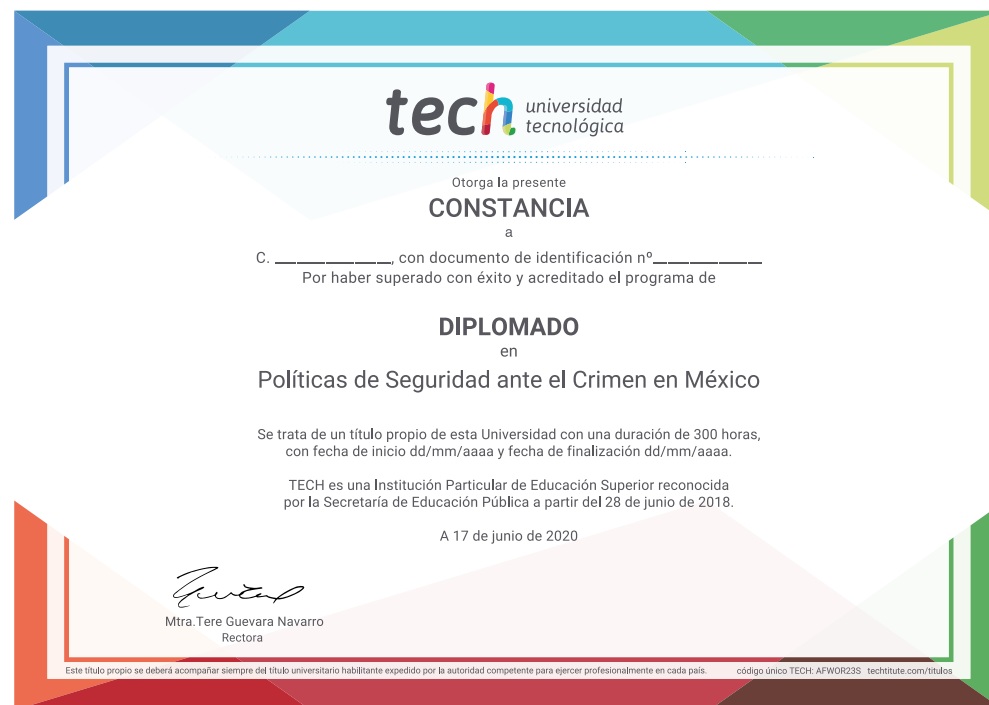 tech universidad
tecnológica
Otorga la presente
CONSTANCIA
a
C. ______________, con documento de identificación nº______________
Por haber superado con éxito y acreditado el programa de
DIPLOMADO
en
Políticas de Seguridad ante el Crimen en México
Se trata de un título propio de esta Universidad con una duración de 300 horas,
con fecha de inicio dd/mm/aaaa y fecha de finalización dd/mm/aaaa.
TECH es una Institución Particular de Educación Superior reconocida
por la Secretaría de Educación Pública a partir del 28 de junio de 2018.
A 17 de junio de 2020
Mtra.Tere Guevara Navarro
Rectora
Este título propio se deberá acompañar siempre del título universitario habilitante expedido por la autoridad competente para ejercer profesionalmente en cada país. código único TECH: AFWOR23S techtitute.com/titulos